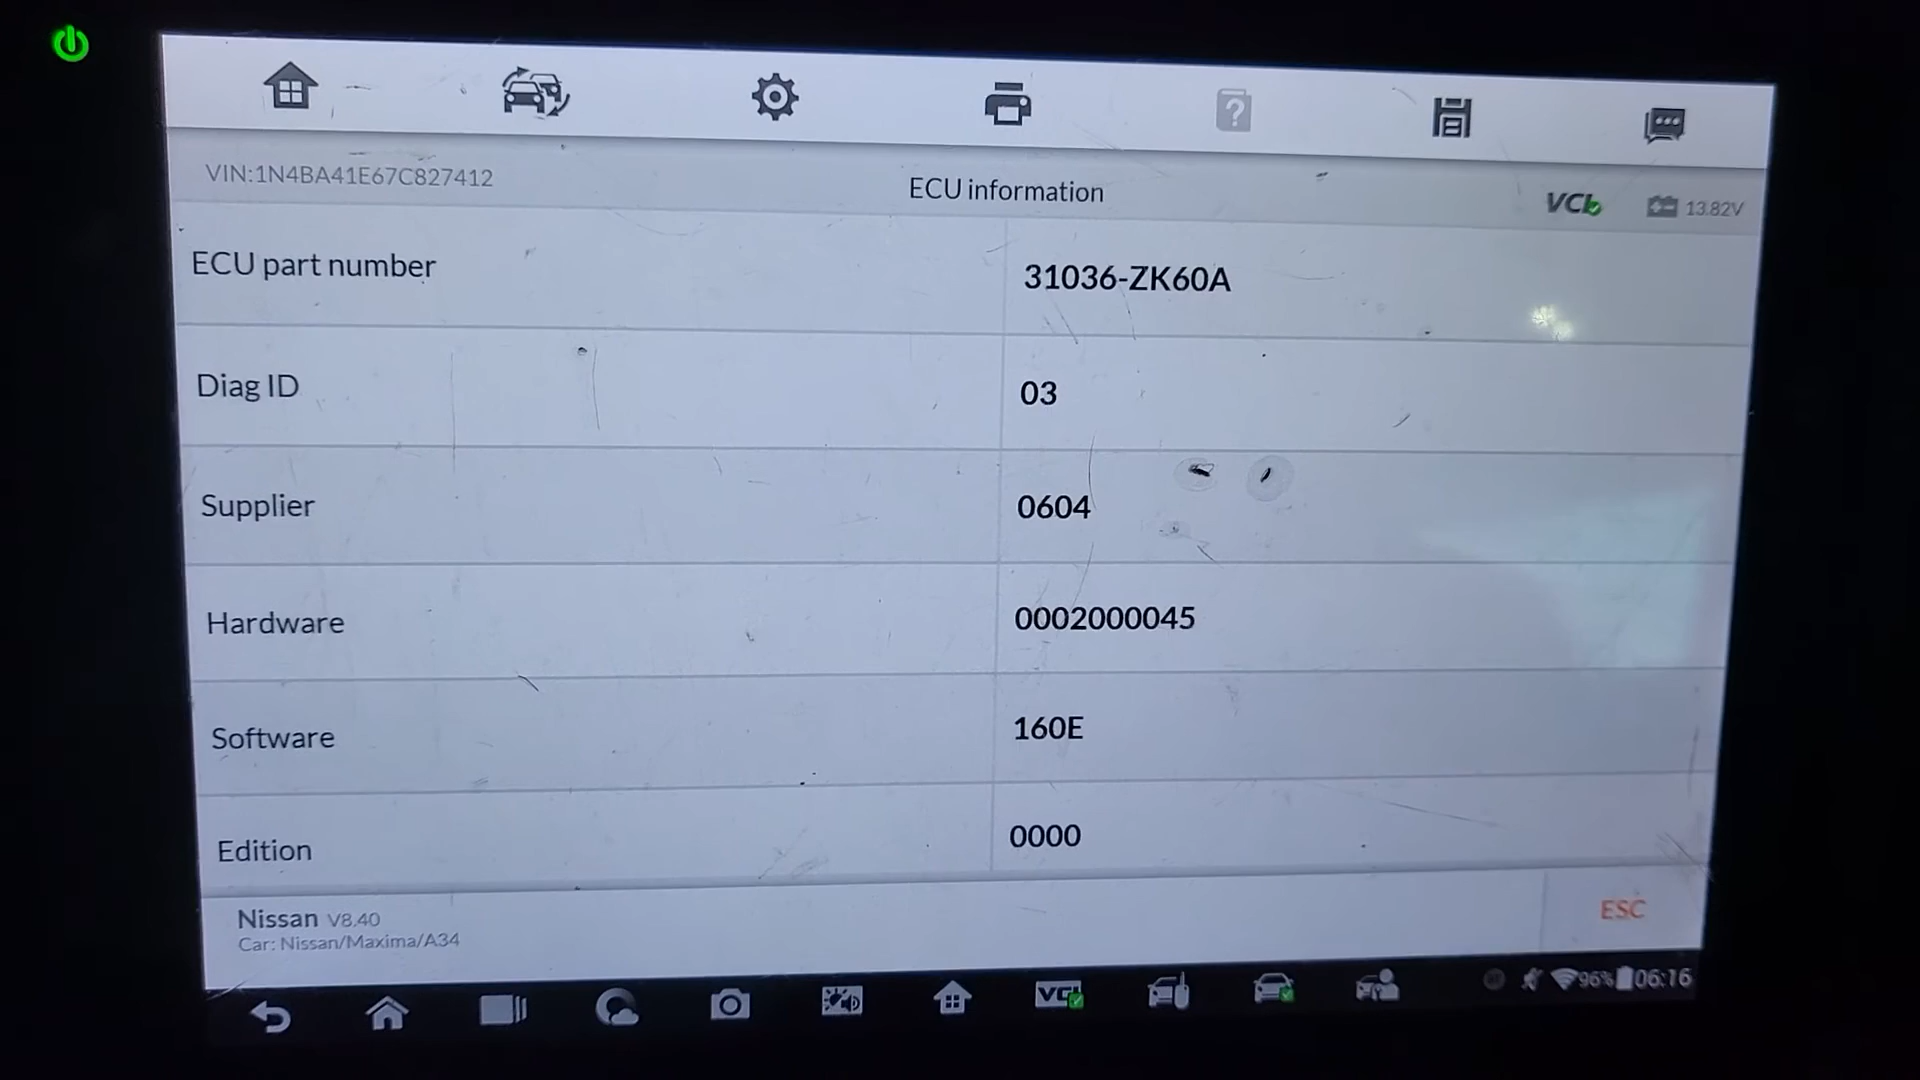 VIN:1N4BA41E67C827412
ECU information
VCI
13.82V
ECU part number 31036-ZK60A
Diag ID 03
Supplier 0604
Hardware 0002000045
Software 160E
Edition 0000
Nissan V8.40
Car: Nissan/Maxima/A34
ESC
VCI
96% 06:16